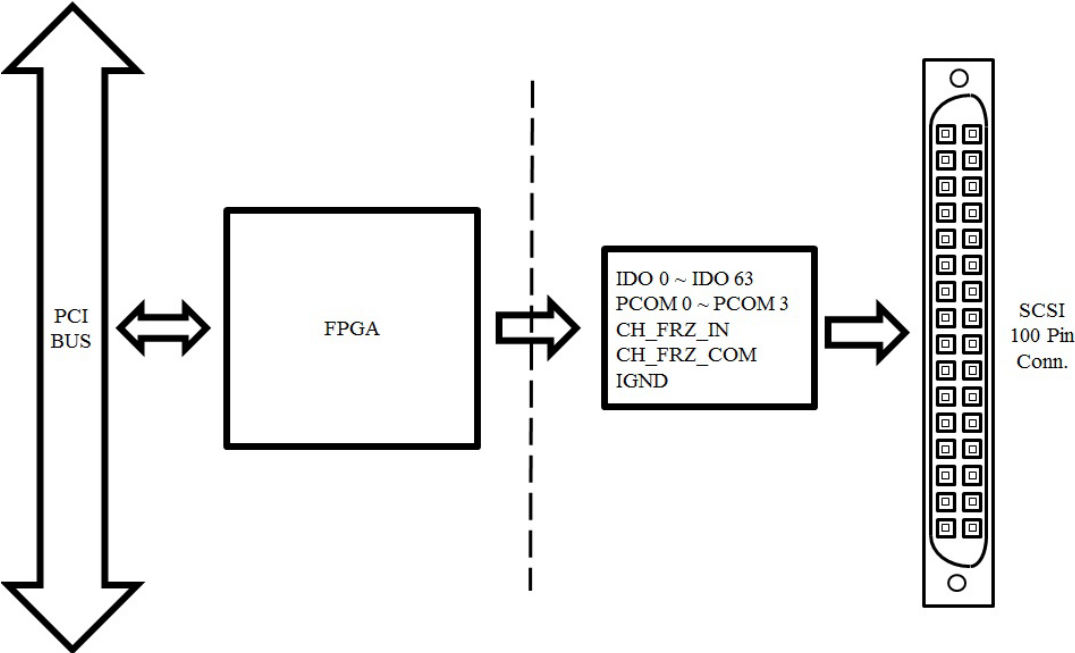 PCI
BUS
FPGA
IDO 0 ~ IDO 63
PCOM 0 ~ PCOM 3
CH_FRZ_IN
CH_FRZ_COM
IGND
SCSI
100 Pin
Conn.